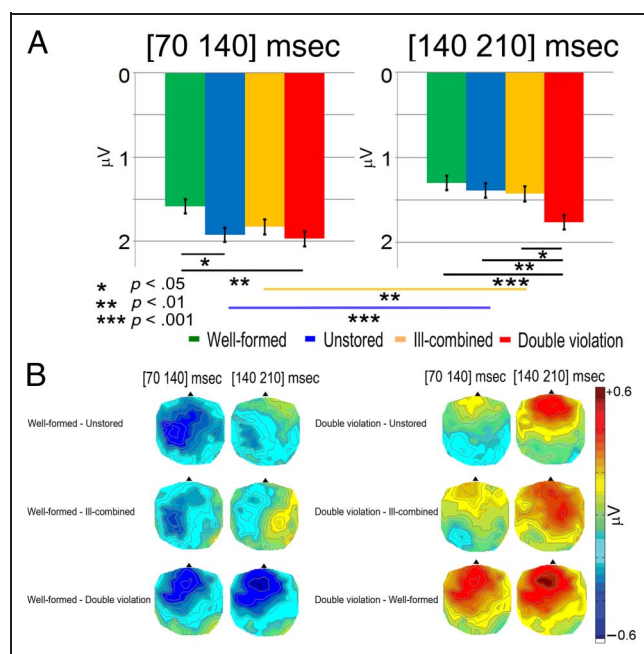 A
[70 140] msec [140 210] msec
0 0
µV µV
1 1
2 2
*
*
**
**
***
* p < .05
** p < .01
*** p < .001
**
***
Well-formed Unstored Ill-combined Double violation
B
[70 140] msec [140 210] msec [70 140] msec [140 210] msec
+0.6
Well-formed - Unstored Double violation - Unstored
Well-formed - Ill-combined Double violation - Ill-combined
µV
Well-formed - Double violation Double violation - Well-formed
−0.6